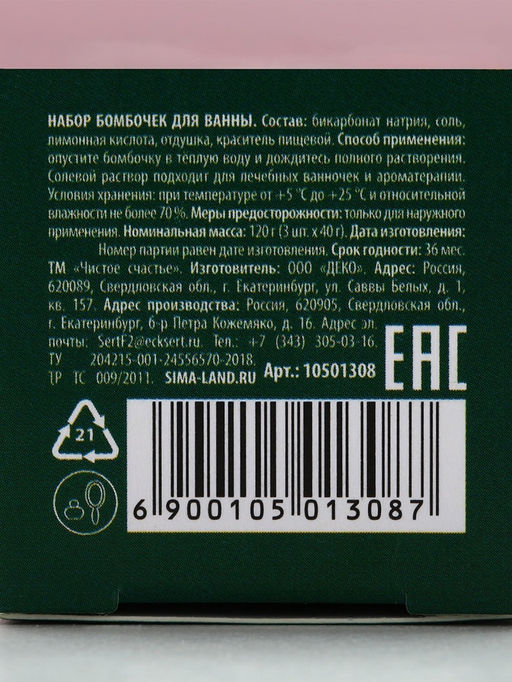 НАБОР БОМБОЧЕК ДЛЯ ВАННЫ. Состав: бикарбонат натрия, соль,
лимонная кислота, отдушка, краситель пищевой. Способ применения:
опустите бомбочку в тёплую воду и дождитесь полного растворения.
Солевой раствор подходит для лечебных ванночек и ароматерапии.
Условия хранения: при температуре от +5 °С до +25 °С и относительной
влажности не более 70 %. Меры предосторожности: только для наружного
применения. Номинальная масса: 120 г (3 шт. х 40 г). Дата изготовления:
Номер партии равен дате изготовления. Срок годности: 36 мес.
ТМ «Чистое счастье». Изготовитель: ООО «ДЕКО». Адрес: Россия,
620089, Свердловская обл., г. Екатеринбург, ул. Саввы Белых, д. 1,
кв. 157. Адрес производства: Россия, 620905, Свердловская обл.,
г. Екатеринбург, б-р Петра Кожемяко, д. 16. Адрес эл.
почты: SertF2@ecksert.ru. Тел.: +7 (343) 305-03-16.
ТУ 204215-001-24556570-2018.
ТР ТС 009/2011. SIMA-LAND.RU Арт.: 10501308
EAC
21
6 900105 013087